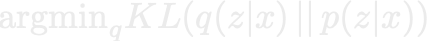 argmin_q KL(q(z|x) || p(z|x))